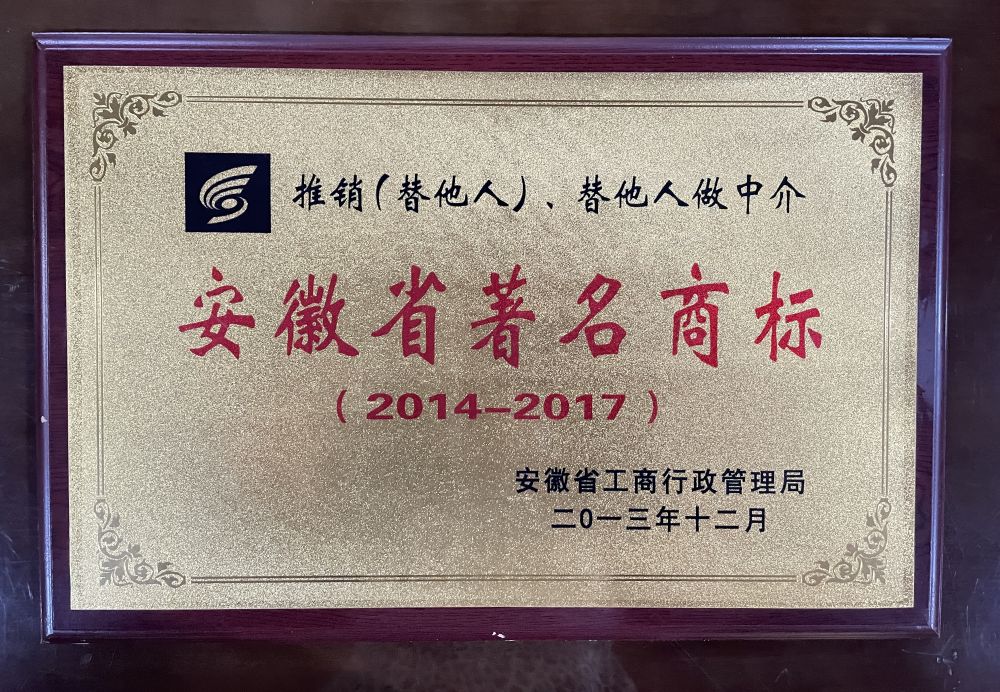 推销(替他人)、替他人做中介
安徽省著名商标
(2014-2017)
安徽省工商行政管理局
二0一三年十二月